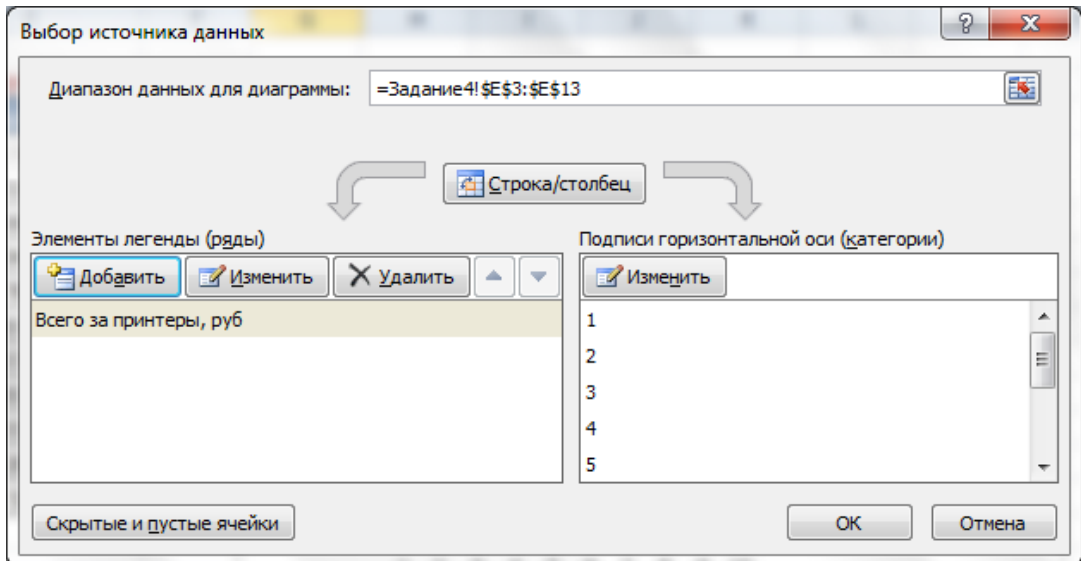 Выбор источника данных
Диапазон данных для диаграммы: =Задание4!$E$3:$E$13
Строка/столбец
Элементы легенды (ряды)
Добавить Изменить Удалить
Всего за принтеры, руб
Подписи горизонтальной оси (категории)
Изменить
1
2
3
4
5
Скрытые и пустые ячейки
ОК Отмена